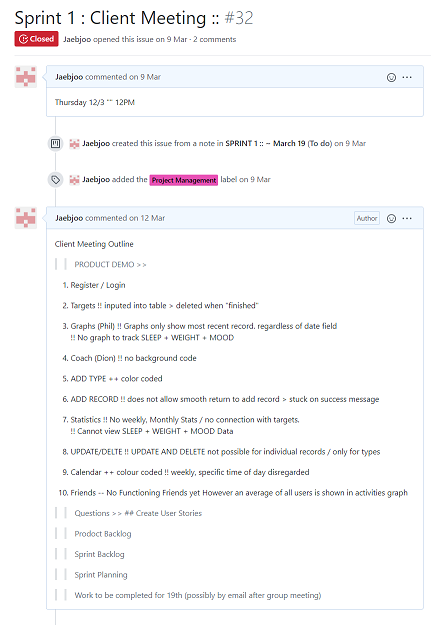 Sprint 1 : Client Meeting :: #32
Closed Jaebjoo opened this issue on 9 Mar · 2 comments
Jaebjoo commented on 9 Mar
Thursday 12/3 ~~ 12PM
Jaebjoo created this issue from a note in SPRINT 1 :: ~ March 19 (To do) on 9 Mar
Jaebjoo added the Project Management label on 9 Mar
Jaebjoo commented on 12 Mar Author
Client Meeting Outline
PRODUCT DEMO >>
1. Register / Login
2. Targets !! inputed into table > deleted when "finished"
3. Graphs (Phil) !! Graphs only show most recent record. regardless of date field
!! No graph to track SLEEP + WEIGHT + MOOD
4. Coach (Dion) !! no background code
5. ADD TYPE ++ color coded
6. ADD RECORD !! does not allow smooth return to add record > stuck on success message
7. Statistics !! No weekly, Monthly Stats / no connection with targets.
!! Cannot view SLEEP + WEIGHT + MOOD Data
8. UPDATE/DELTE !! UPDATE AND DELETE not possible for individual records / only for types
9. Calendar ++ colour coded !! weekly, specific time of day disregarded
10. Friends -- No Functioning Friends yet However an average of all users is shown in activities graph
Questions >> ## Create User Stories
Product Backlog
Sprint Backlog
Sprint Planning
Work to be completed for 19th (possibly by email after group meeting)